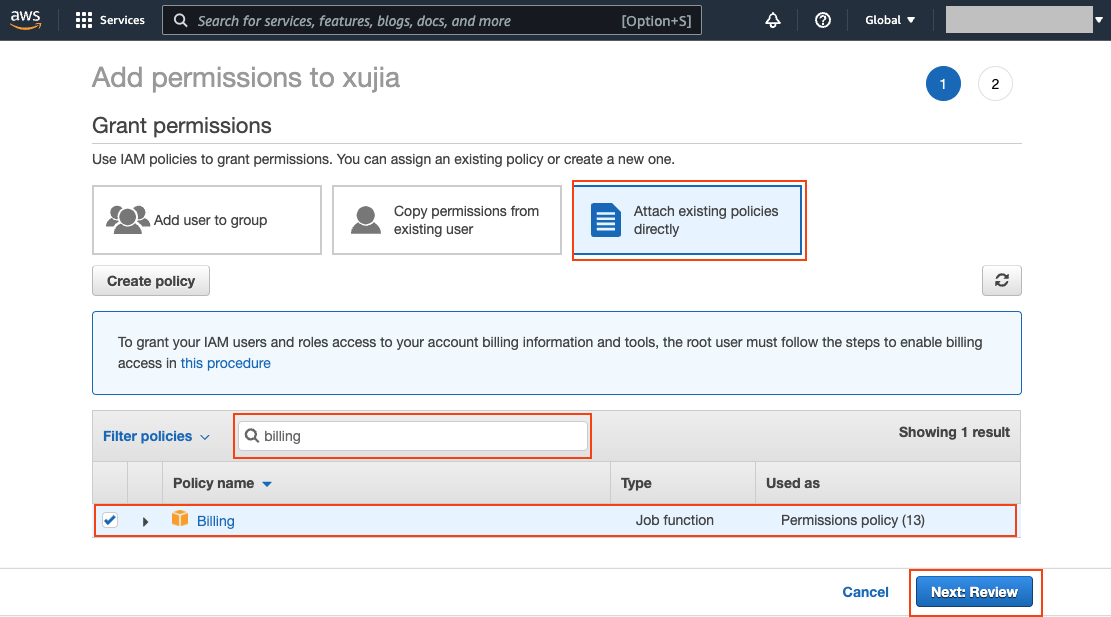 aws
Services
Search for services, features, blogs, docs, and more
[Option+S]
Global
Add permissions to xujia
1
2
Grant permissions
Use IAM policies to grant permissions. You can assign an existing policy or create a new one.
Add user to group
Copy permissions from
existing user
Attach existing policies
directly
Create policy
To grant your IAM users and roles access to your account billing information and tools, the root user must follow the steps to enable billing
access in this procedure
Filter policies
billing
Showing 1 result
Policy name
Type
Used as
Billing
Job function
Permissions policy (13)
Cancel
Next: Review